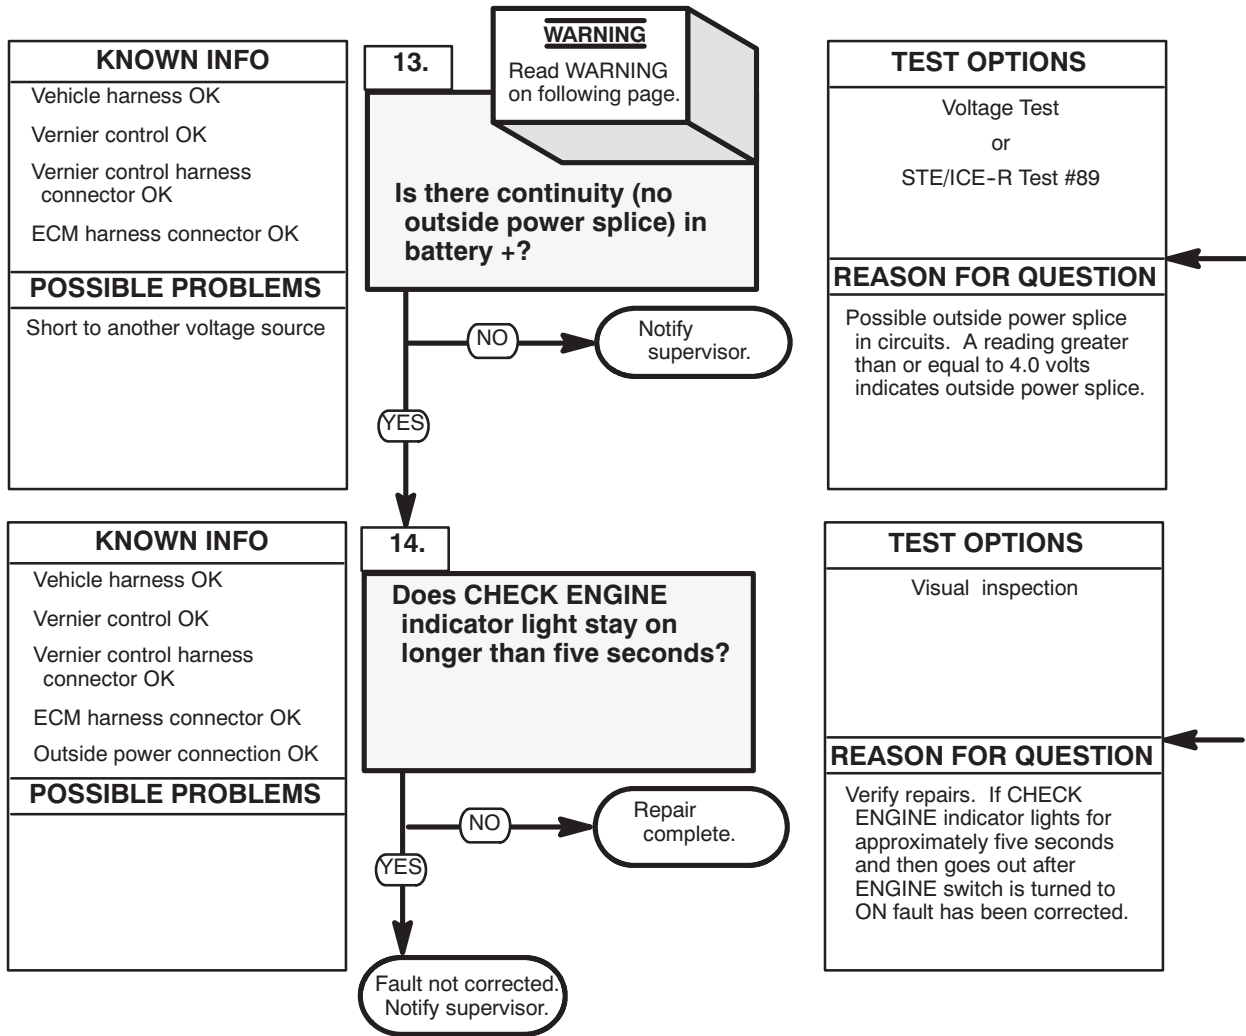 KNOWN INFO
Vehicle harness OK
Vernier control OK
Vernier control harness
connector OK
ECM harness connector OK
POSSIBLE PROBLEMS
Short to another voltage source
13.
WARNING
Read WARNING
on following page.
Is there continuity (no
outside power splice) in
battery +?
NO
Notify
supervisor.
YES
TEST OPTIONS
Voltage Test
or
STE/ICE-R Test #89
REASON FOR QUESTION
Possible outside power splice
in circuits. A reading greater
than or equal to 4.0 volts
indicates outside power splice.
KNOWN INFO
Vehicle harness OK
Vernier control OK
Vernier control harness
connector OK
ECM harness connector OK
Outside power connection OK
POSSIBLE PROBLEMS
14.
Does CHECK ENGINE
indicator light stay on
longer than five seconds?
NO
Repair
complete.
YES
Fault not corrected.
Notify supervisor.
TEST OPTIONS
Visual inspection
REASON FOR QUESTION
Verify repairs. If CHECK
ENGINE indicator lights for
approximately five seconds
and then goes out after
ENGINE switch is turned to
ON fault has been corrected.